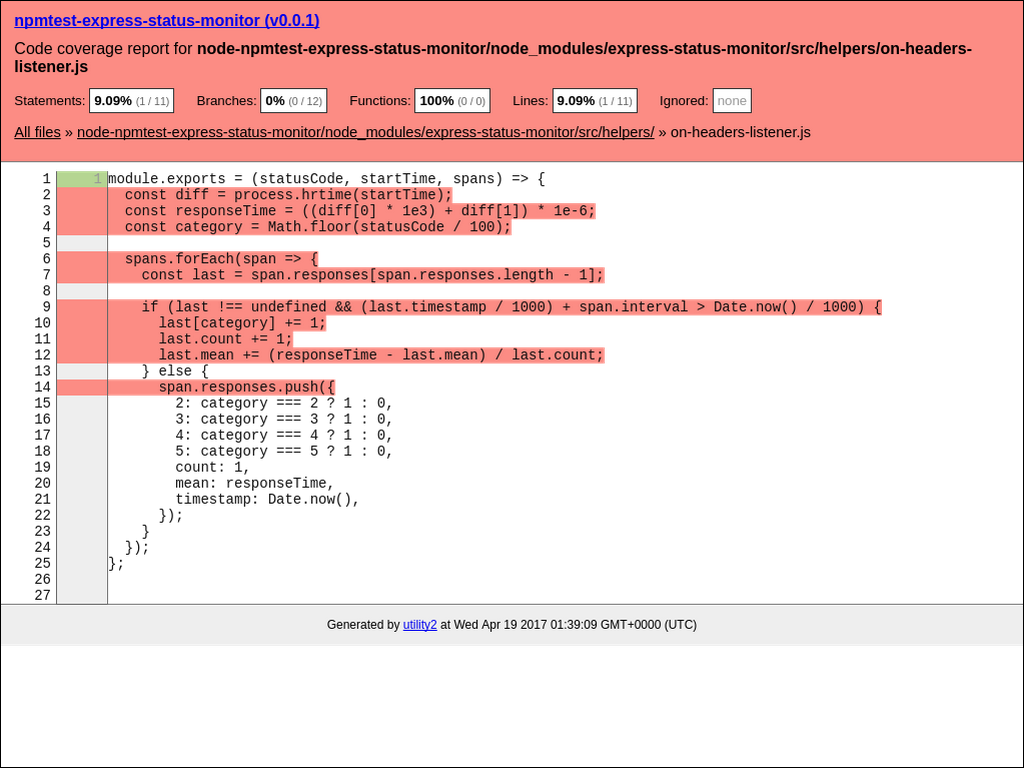 npmtest-express-status-monitor (v0.0.1)
Code coverage report for node-npmtest-express-status-monitor/node_modules/express-status-monitor/src/helpers/on-headers-
listener.js
Statements: 9.09% (1 / 11) Branches: 0% (0 / 12) Functions: 100% (0 / 0) Lines: 9.09% (1 / 11) Ignored: none
All files » node-npmtest-express-status-monitor/node_modules/express-status-monitor/src/helpers/ » on-headers-listener.js
1 1 module.exports = (statusCode, startTime, spans) => {
2 const diff = process.hrtime(startTime);
3 const responseTime = ((diff[0] * 1e3) + diff[1]) * 1e-6;
4 const category = Math.floor(statusCode / 100);
5
6 spans.forEach(span => {
7 const last = span.responses[span.responses.length - 1];
8
9 if (last !== undefined && (last.timestamp / 1000) + span.interval > Date.now() / 1000) {
10 last[category] += 1;
11 last.count += 1;
12 last.mean += (responseTime - last.mean) / last.count;
13 } else {
14 span.responses.push({
15 2: category === 2 ? 1 : 0,
16 3: category === 3 ? 1 : 0,
17 4: category === 4 ? 1 : 0,
18 5: category === 5 ? 1 : 0,
19 count: 1,
20 mean: responseTime,
21 timestamp: Date.now(),
22 });
23 }
24 });
25 };
26
27
Generated by utility2 at Wed Apr 19 2017 01:39:09 GMT+0000 (UTC)